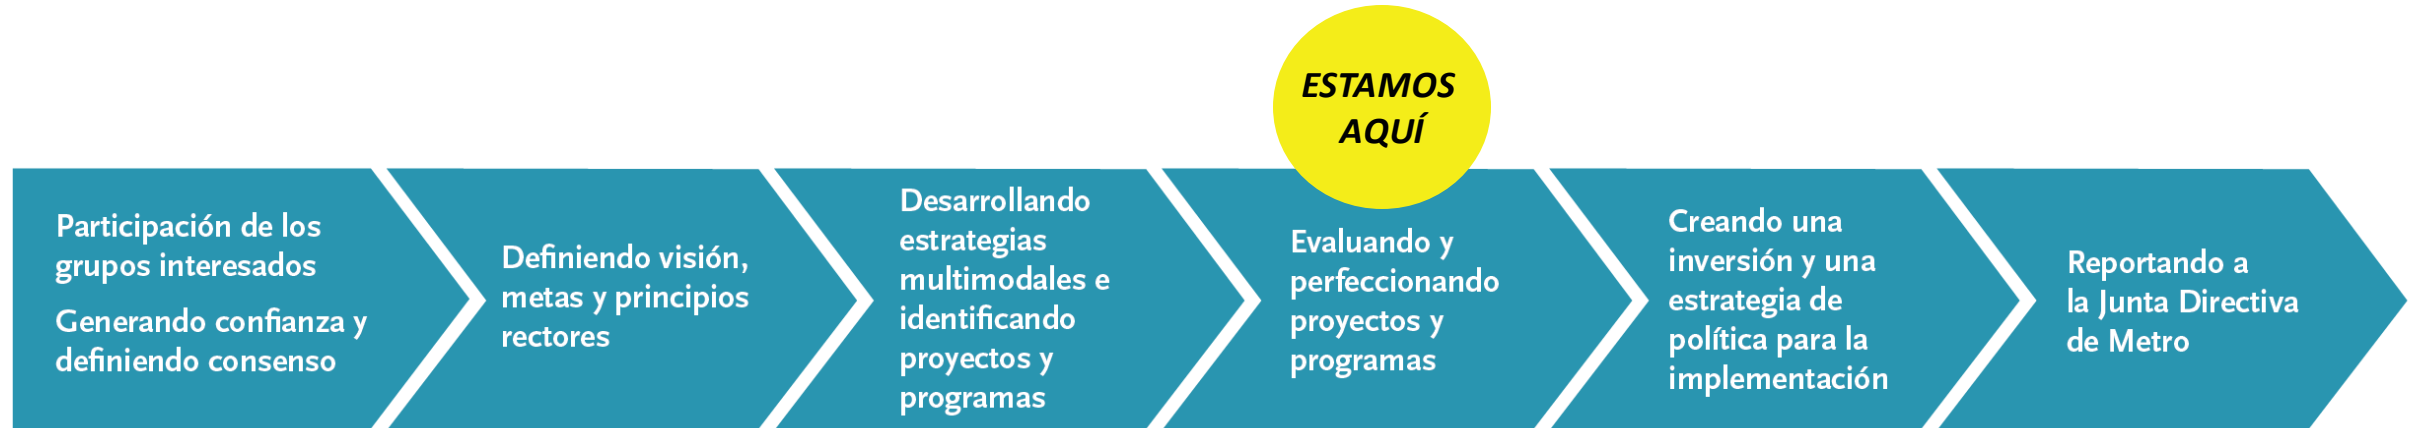 ESTAMOS
AQUÍ
Participación de los
grupos interesados
Generando confianza y
definiendo consenso
Definiendo visión,
metas y principios
rectores
Desarrollando
estrategias
multimodales e
identificando
proyectos y
programas
Evaluando y
perfeccionando
proyectos y
programas
Creando una
inversión y una
estrategia de
política para la
implementación
Reportando a
la Junta Directiva
de Metro